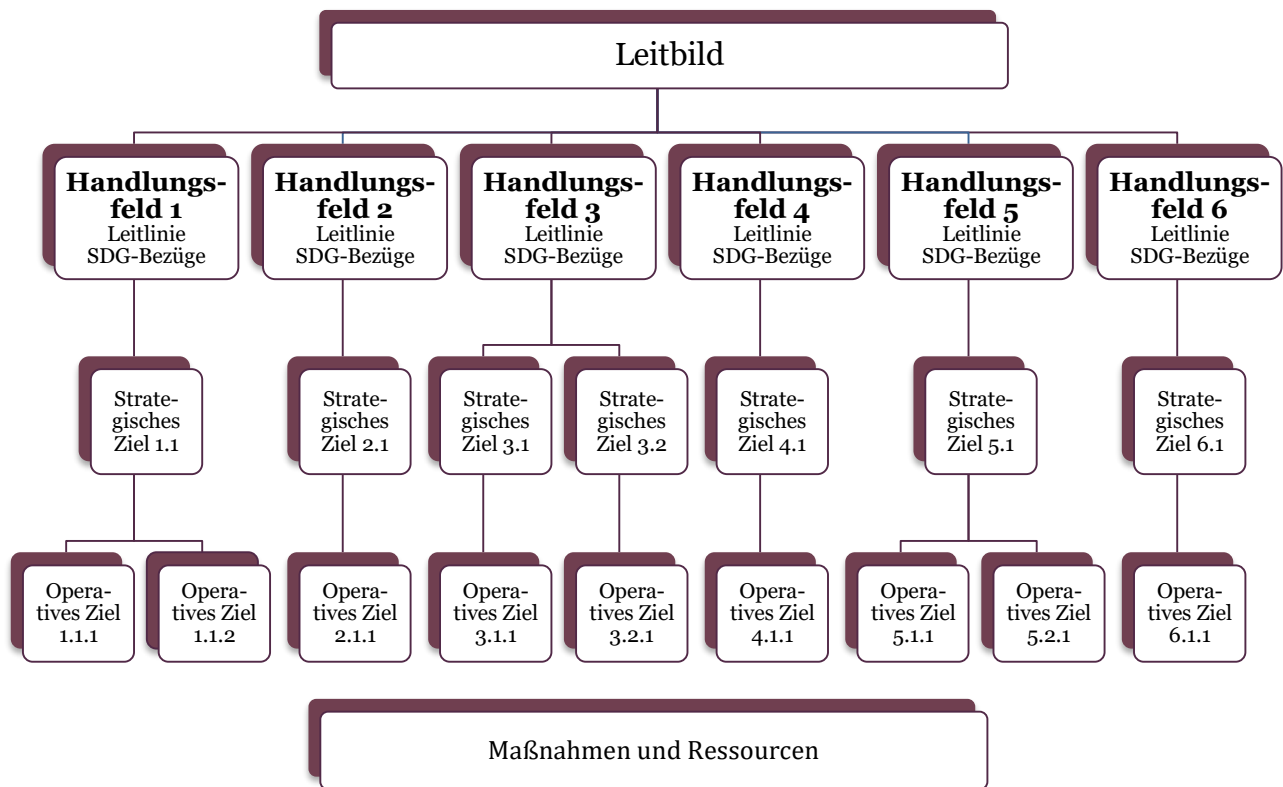 Leitbild
Handlungs-
feld 1
Leitlinie
SDG-Bezüge
Handlungs-
feld 2
Leitlinie
SDG-Bezüge
Handlungs-
feld 3
Leitlinie
SDG-Bezüge
Handlungs-
feld 4
Leitlinie
SDG-Bezüge
Handlungs-
feld 5
Leitlinie
SDG-Bezüge
Handlungs-
feld 6
Leitlinie
SDG-Bezüge
Strate-
gisches
Ziel 1.1
Strate-
gisches
Ziel 2.1
Strate-
gisches
Ziel 3.1
Strate-
gisches
Ziel 3.2
Strate-
gisches
Ziel 4.1
Strate-
gisches
Ziel 5.1
Strate-
gisches
Ziel 6.1
Opera-
tives Ziel
1.1.1
Opera-
tives Ziel
1.1.2
Opera-
tives Ziel
2.1.1
Opera-
tives Ziel
3.1.1
Opera-
tives Ziel
3.2.1
Opera-
tives Ziel
4.1.1
Opera-
tives Ziel
5.1.1
Opera-
tives Ziel
5.2.1
Opera-
tives Ziel
6.1.1
Maßnahmen und Ressourcen